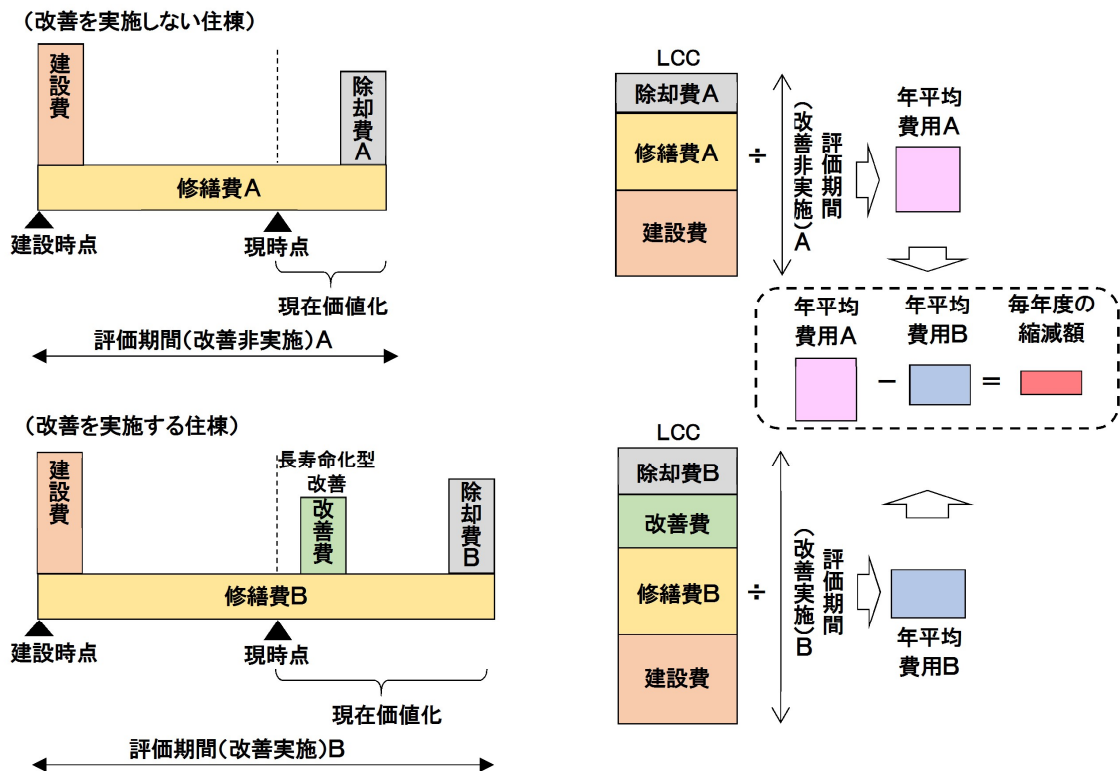 （改善を実施しない住棟）
建設費
除却費A
修繕費A
建設時点
現時点
現在価値化
評価期間（改善非実施）A
（改善を実施する住棟）
建設費
長寿命化型
改善
改善費
除却費B
修繕費B
建設時点
現時点
現在価値化
評価期間（改善実施）B
LCC
除却費A
修繕費A
建設費
÷
評価期間
（改善非実施）A
年平均
費用A
年平均
費用A
－
年平均
費用B
＝
毎年度の
縮減額
LCC
除却費B
改善費
修繕費B
建設費
÷
評価期間
（改善実施）B
年平均
費用B